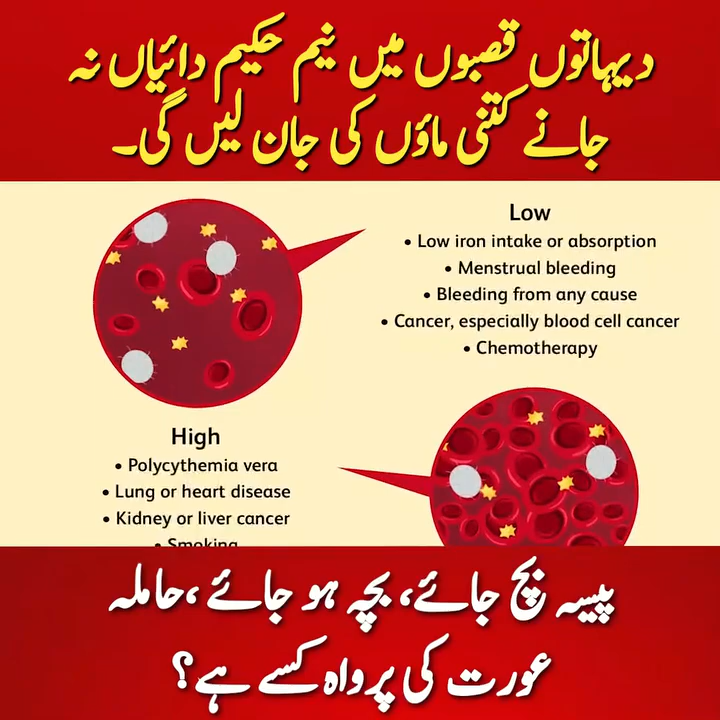 دیہاتوں قصبوں میں نیم حکیم دائیاں نہ
جانے کتنی ماؤں کی جان لیں گی۔
Low
• Low iron intake or absorption
• Menstrual bleeding
• Bleeding from any cause
• Cancer, especially blood cell cancer
• Chemotherapy
High
• Polycythemia vera
• Lung or heart disease
• Kidney or liver cancer
• Smoking
پیسہ بچ جائے، بچہ ہو جائے، حاملہ
عورت کی پرواہ کسے ہے؟